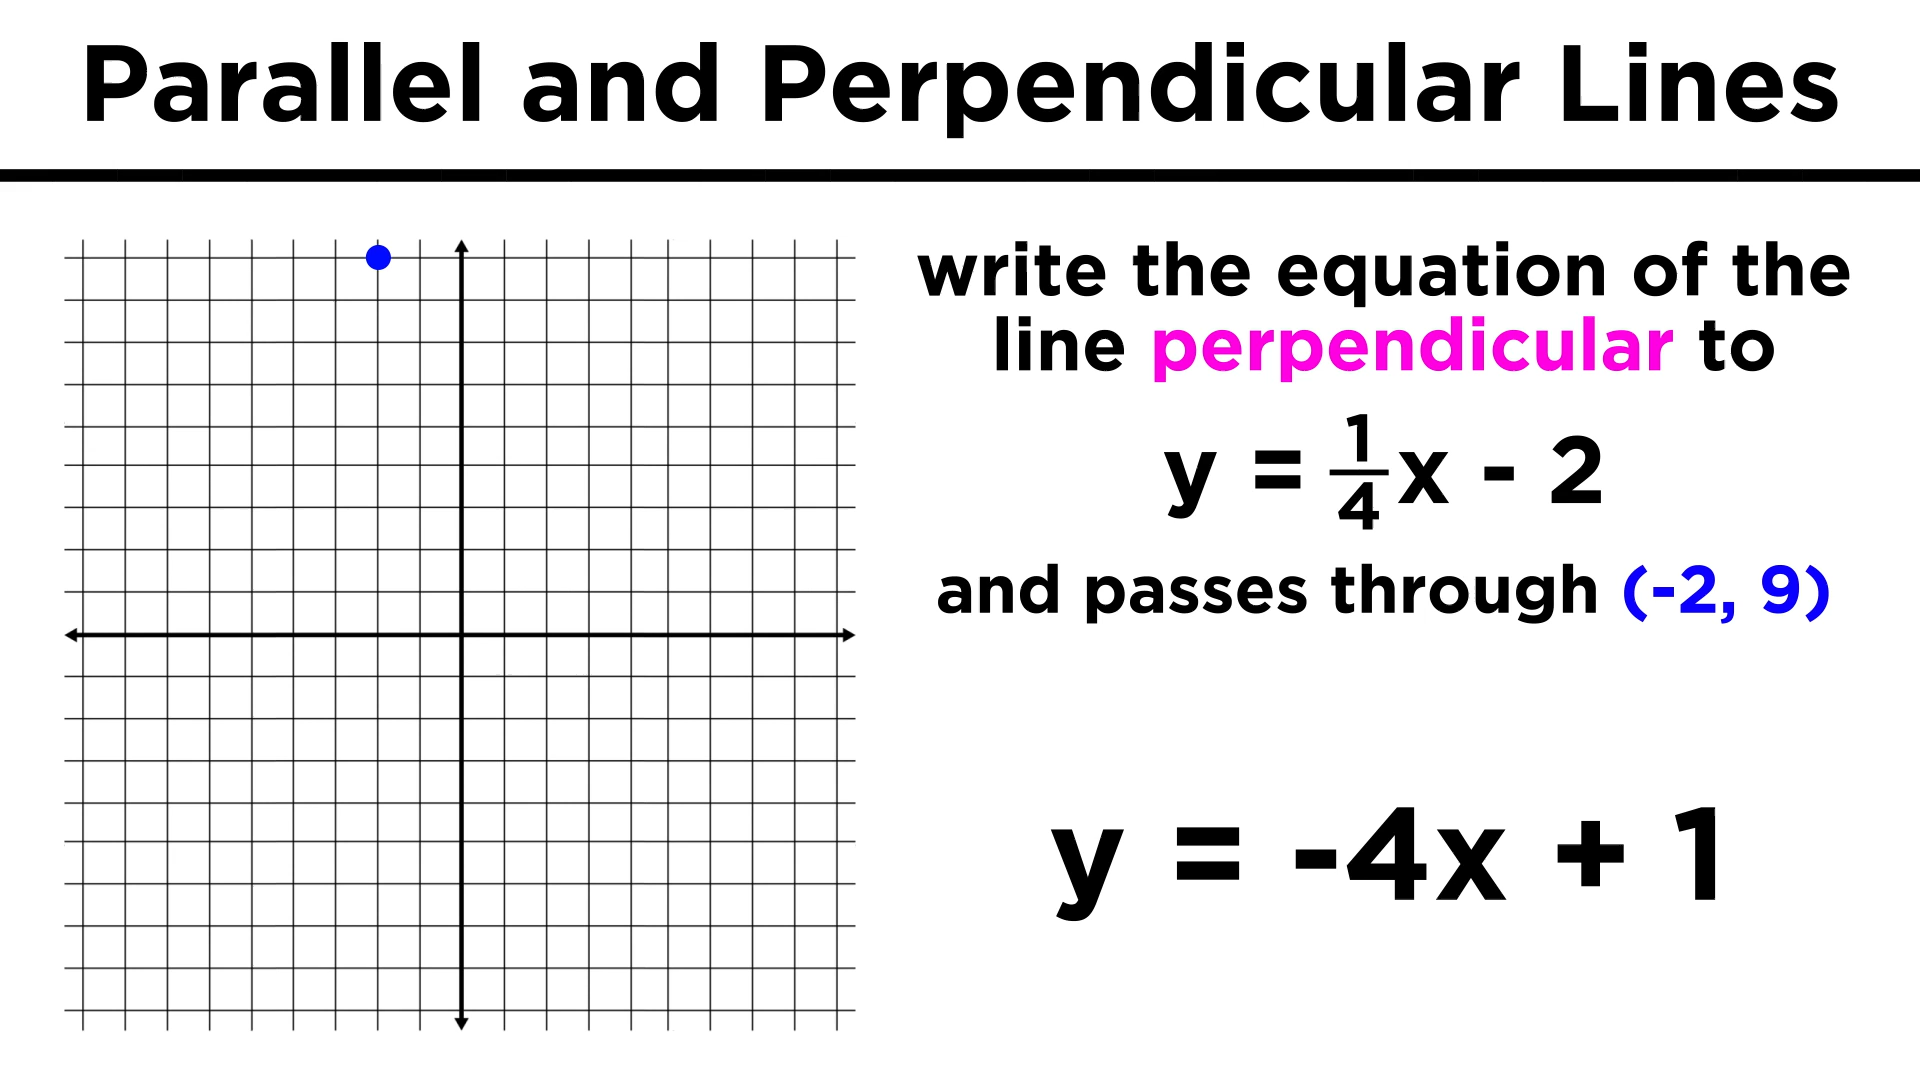 Parallel and Perpendicular Lines
write the equation of the
line perpendicular to
y = 1/4x - 2
and passes through (-2, 9)
y = -4x + 1